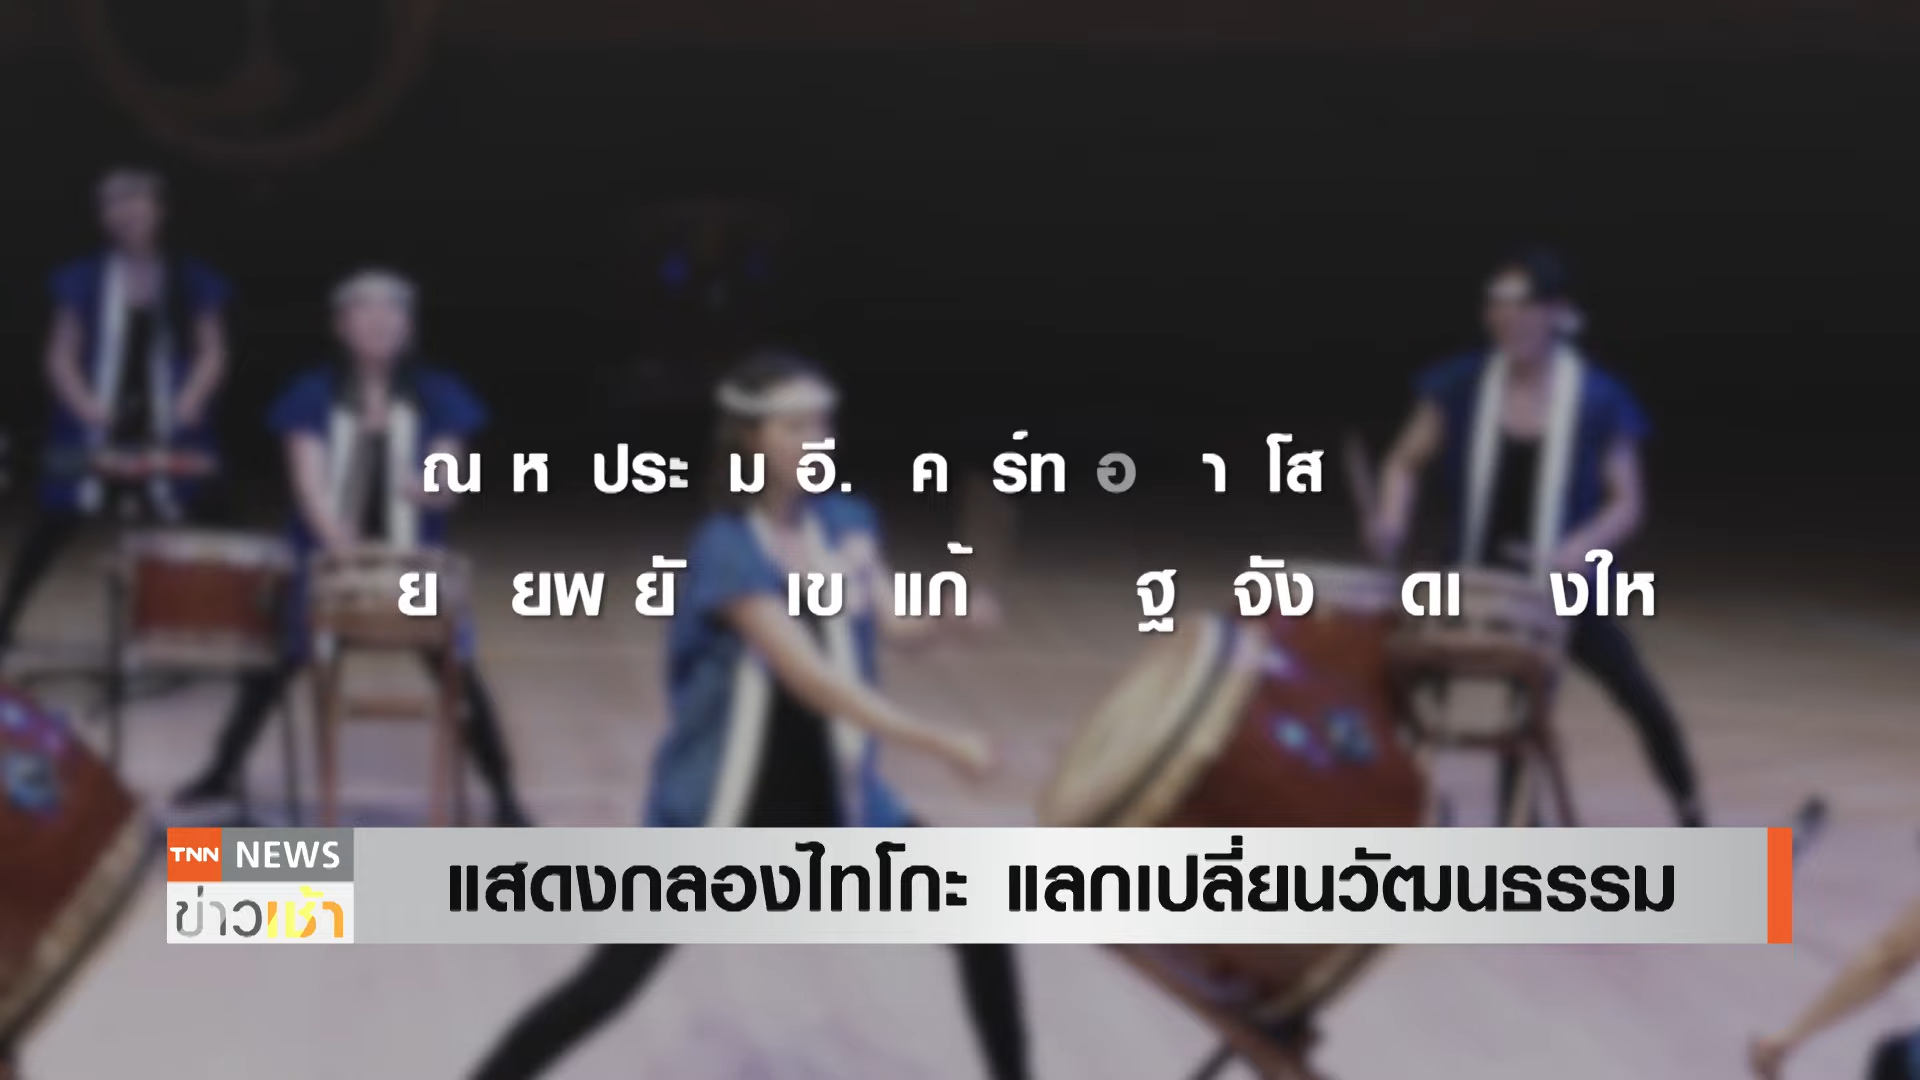 ณ ห ประ ม อี. ค ร์ท อ า โส
ย ยพ ยั เข แก้ ฐ จัง ดเ งให
TNN NEWS
ข่าวเช้า
แสดงกลองไทโกะ แลกเปลี่ยนวัฒนธรรม